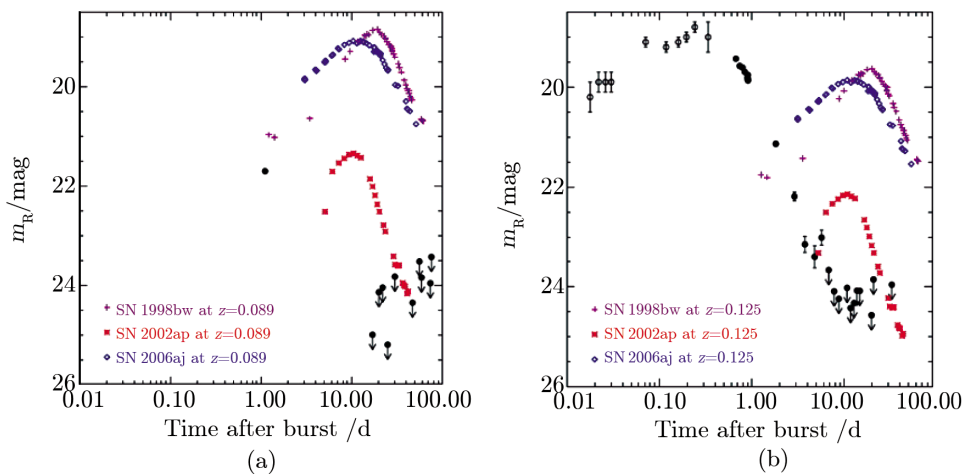 20
22
24
26
0.01
0.10
1.00
10.00
100.00
m_R/mag
SN 1998bw at z=0.089
SN 2002ap at z=0.089
SN 2006aj at z=0.089
Time after burst /d
(a)
20
22
24
26
0.01
0.10
1.00
10.00
100.00
m_R/mag
SN 1998bw at z=0.125
SN 2002ap at z=0.125
SN 2006aj at z=0.125
Time after burst /d
(b)